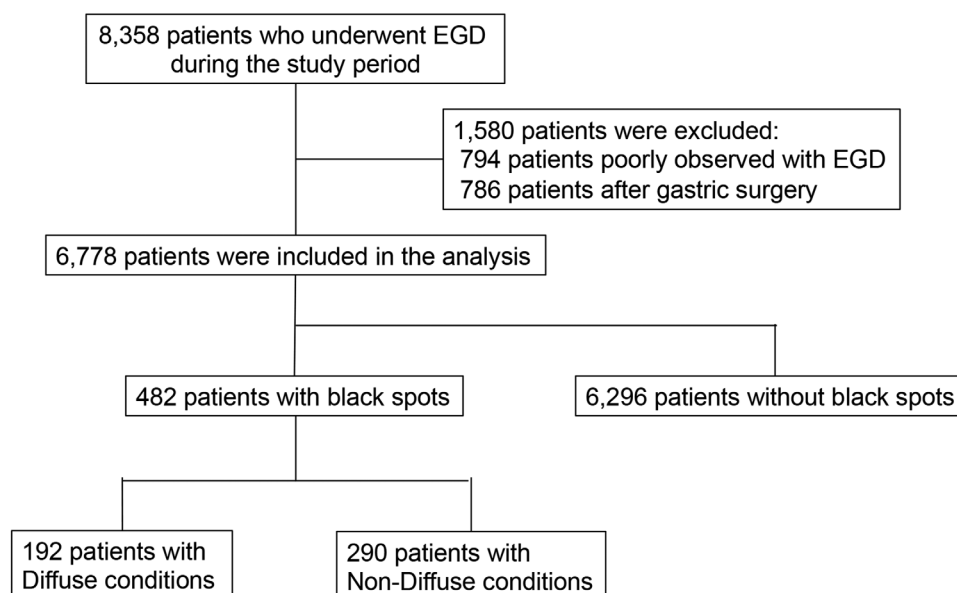 8,358 patients who underwent EGD
during the study period
1,580 patients were excluded:
794 patients poorly observed with EGD
786 patients after gastric surgery
6,778 patients were included in the analysis
482 patients with black spots
6,296 patients without black spots
192 patients with
Diffuse conditions
290 patients with
Non-Diffuse conditions